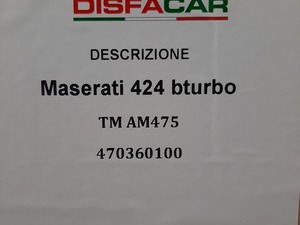 DISFACAR
DESCRIZIONE
Maserati 424 bturbo
TM AM475
470360100